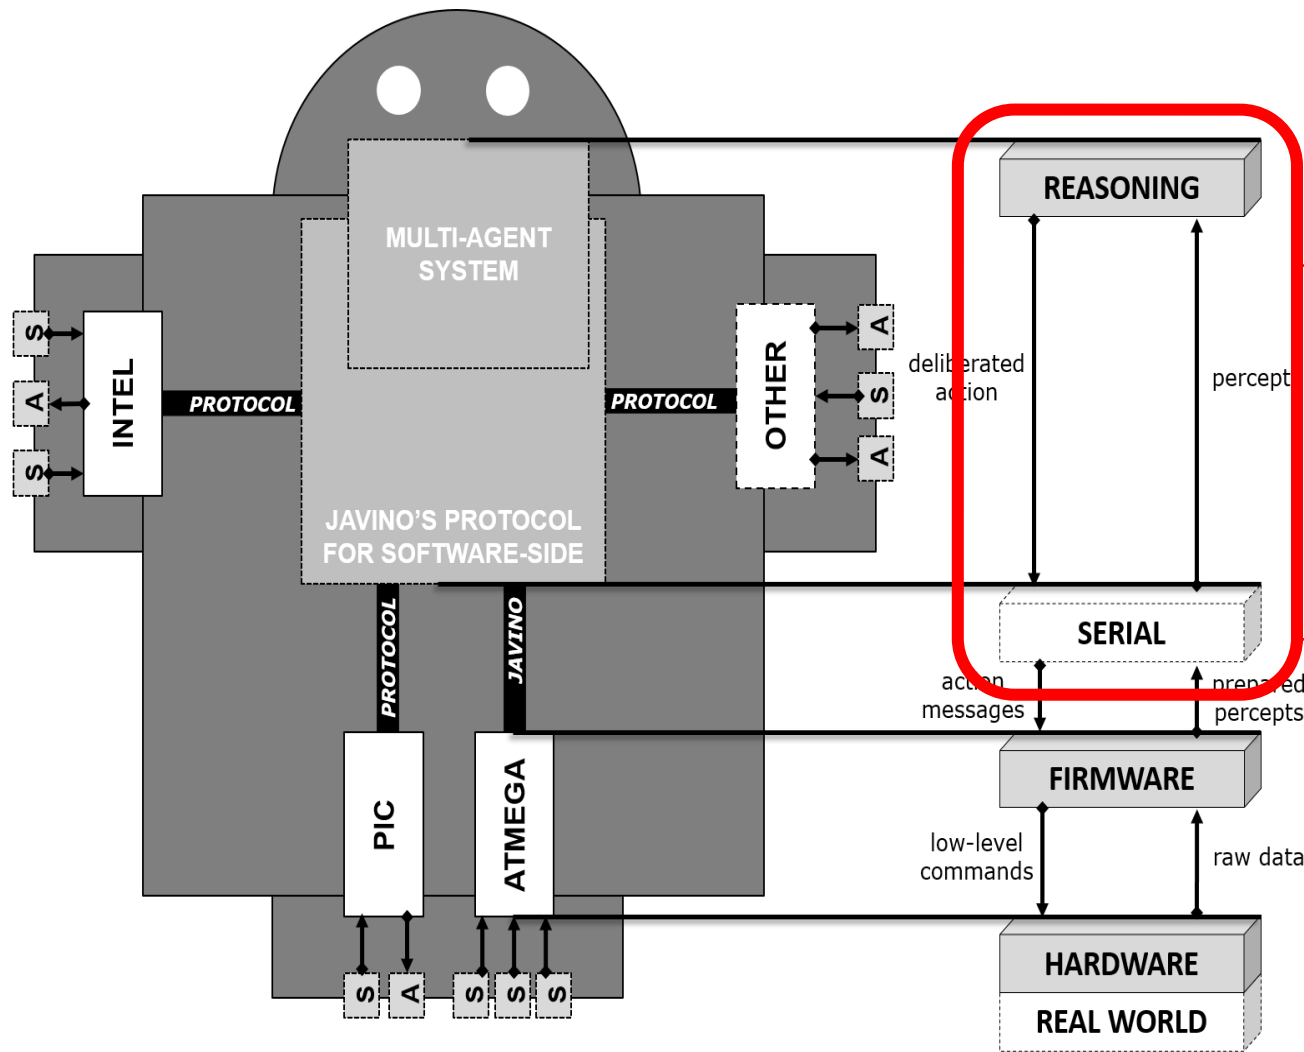 REASONING
MULTI-AGENT
SYSTEM
S
A
S
INTEL
PROTOCOL
PROTOCOL
OTHER
A
S
A
deliberated
action
percept
JAVINO'S PROTOCOL
FOR SOFTWARE-SIDE
PROTOCOL
JAVINO
SERIAL
action
messages
prepared
percepts
PIC
ATMEGA
FIRMWARE
low-level
commands
raw data
S
A
S
S
S
HARDWARE
REAL WORLD